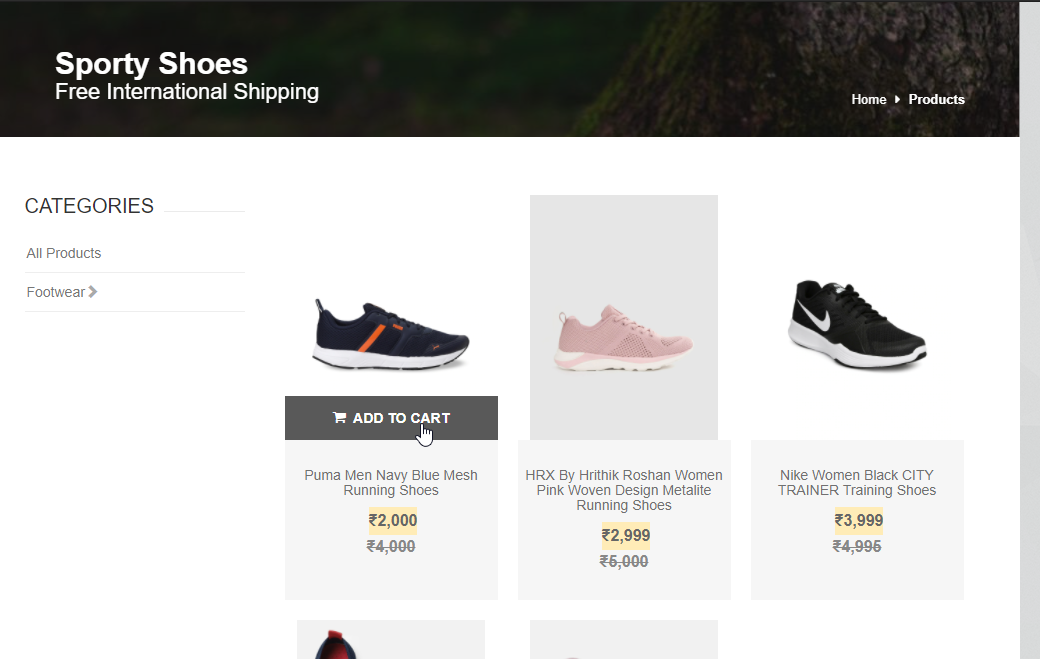 Sporty Shoes
Free International Shipping
Home Products
CATEGORIES
All Products
Footwear
ADD TO CART
Puma Men Navy Blue Mesh
Running Shoes
₹2,000
₹4,000
HRX By Hrithik Roshan Women
Pink Woven Design Metalite
Running Shoes
₹2,999
₹5,000
Nike Women Black CITY
TRAINER Training Shoes
₹3,999
₹4,995